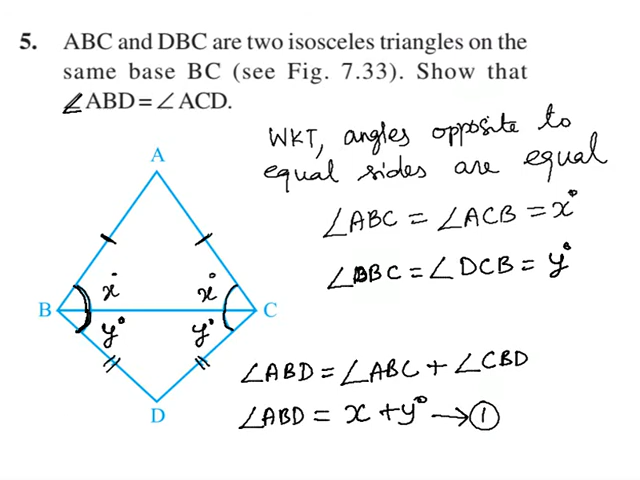 5. ABC and DBC are two isosceles triangles on the
same base BC (see Fig. 7.33). Show that
∠ABD = ∠ACD.
WKT, angles opposite to
equal sides are equal
A
∠ABC = ∠ACB = x°
∠DBC = ∠DCB = y°
x° x°
B C
y° y°
∠ABD = ∠ABC + ∠CBD
D
∠ABD = x + y° → ①